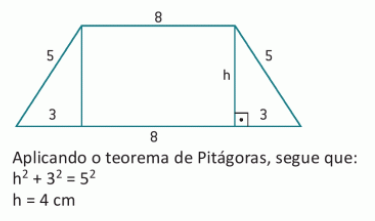 8
5 h 5
3 3
8
Aplicando o teorema de Pitágoras, segue que:
h² + 3² = 5²
h = 4 cm